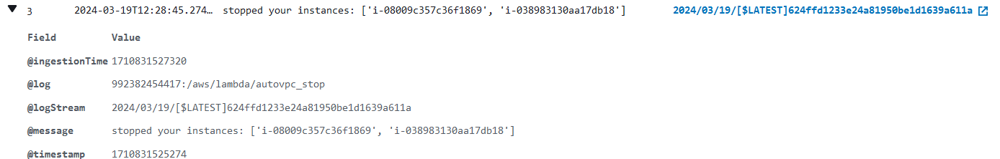 3 2024-03-19T12:28:45.274… stopped your instances: ['i-08009c357c36f1869', 'i-038983130aa17db18'] 2024/03/19/[$LATEST]624ffd1233e24a81950be1d1639a611a
Field Value
@ingestionTime 1710831527320
@log 992382454417:/aws/lambda/autovpc_stop
@logStream 2024/03/19/[$LATEST]624ffd1233e24a81950be1d1639a611a
@message stopped your instances: ['i-08009c357c36f1869', 'i-038983130aa17db18']
@timestamp 1710831525274